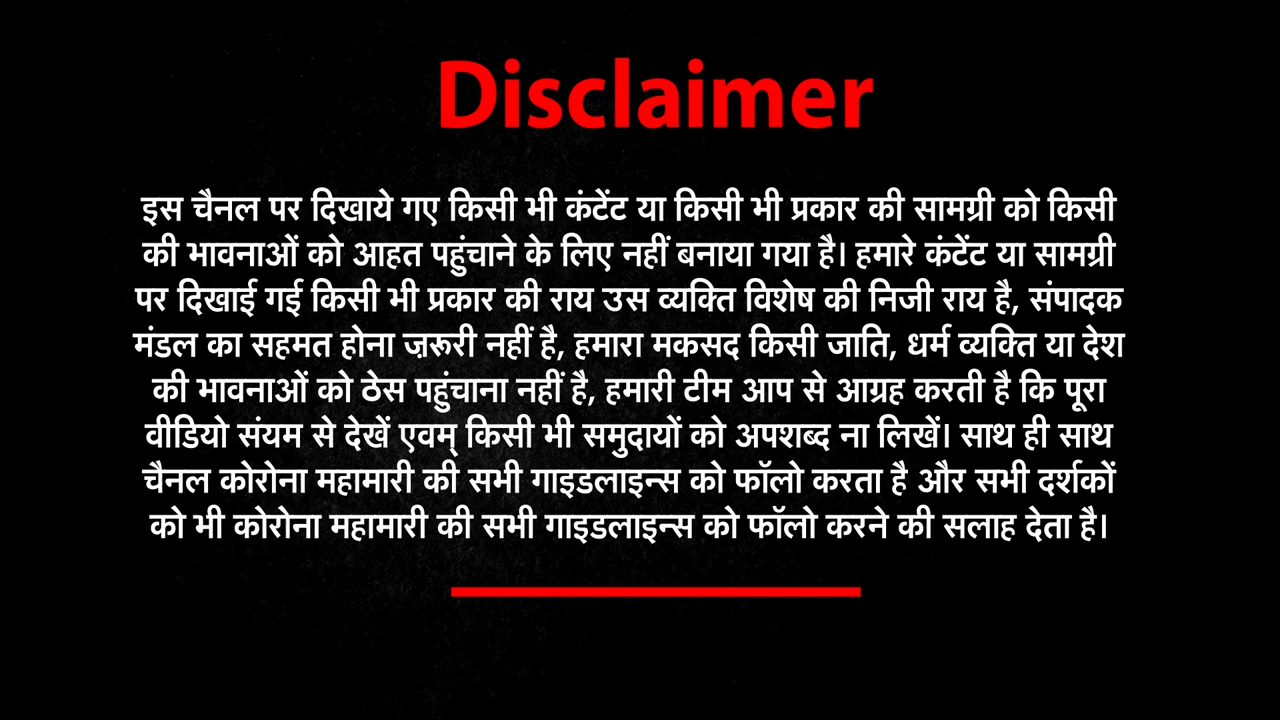 Disclaimer
इस चैनल पर दिखाये गए किसी भी कंटेंट या किसी भी प्रकार की सामग्री को किसी
की भावनाओं को आहत पहुंचाने के लिए नहीं बनाया गया है। हमारे कंटेंट या सामग्री
पर दिखाई गई किसी भी प्रकार की राय उस व्यक्ति विशेष की निजी राय है, संपादक
मंडल का सहमत होना ज़रूरी नहीं है, हमारा मकसद किसी जाति, धर्म व्यक्ति या देश
की भावनाओं को ठेस पहुंचाना नहीं है, हमारी टीम आप से आग्रह करती है कि पूरा
वीडियो संयम से देखें एवम् किसी भी समुदायों को अपशब्द ना लिखें। साथ ही साथ
चैनल कोरोना महामारी की सभी गाइडलाइन्स को फॉलो करता है और सभी दर्शकों
को भी कोरोना महामारी की सभी गाइडलाइन्स को फॉलो करने की सलाह देता है।